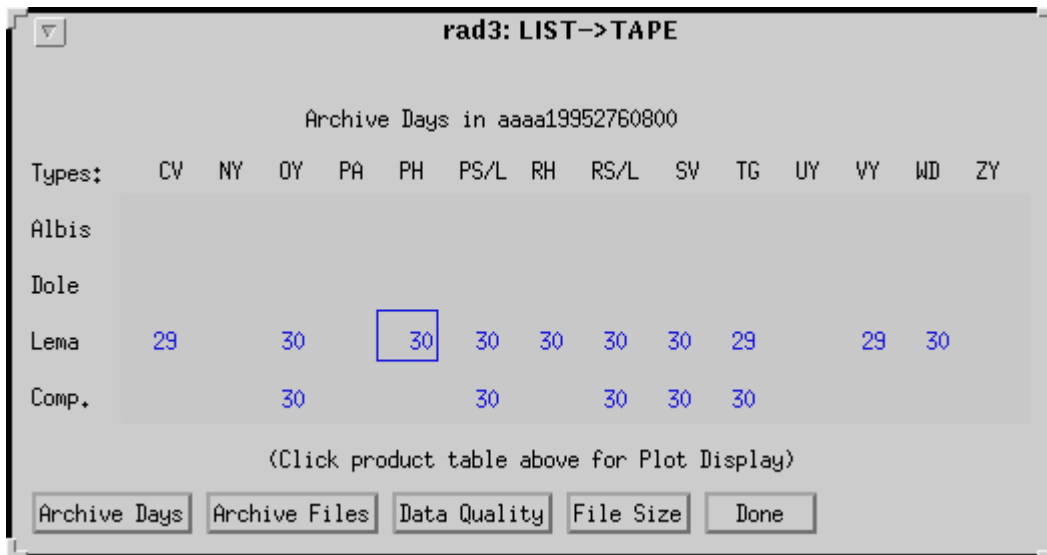 rad3: LIST->TAPE
Archive Days in aaaa19952760800
Types: CV NY OY PA PH PS/L RH RS/L SV TG UY VY WD ZY
Albis
Dole
Lema 29 30 30 30 30 30 30 29 29 30
Comp. 30 30 30 30 30
(Click product table above for Plot Display)
Archive Days Archive Files Data Quality File Size Done